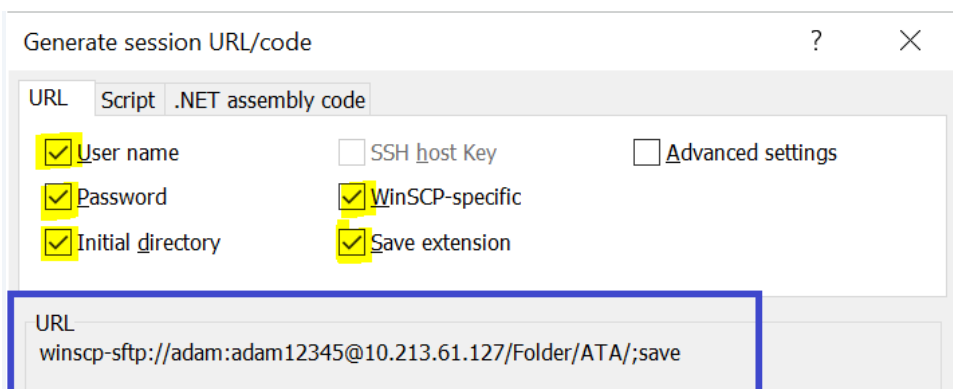 Generate session URL/code ?
URL Script .NET assembly code
User name SSH host Key Advanced settings
Password WinSCP-specific
Initial directory Save extension
URL
winscp-sftp://adam:adam12345@10.213.61.127/Folder/ATA/;save